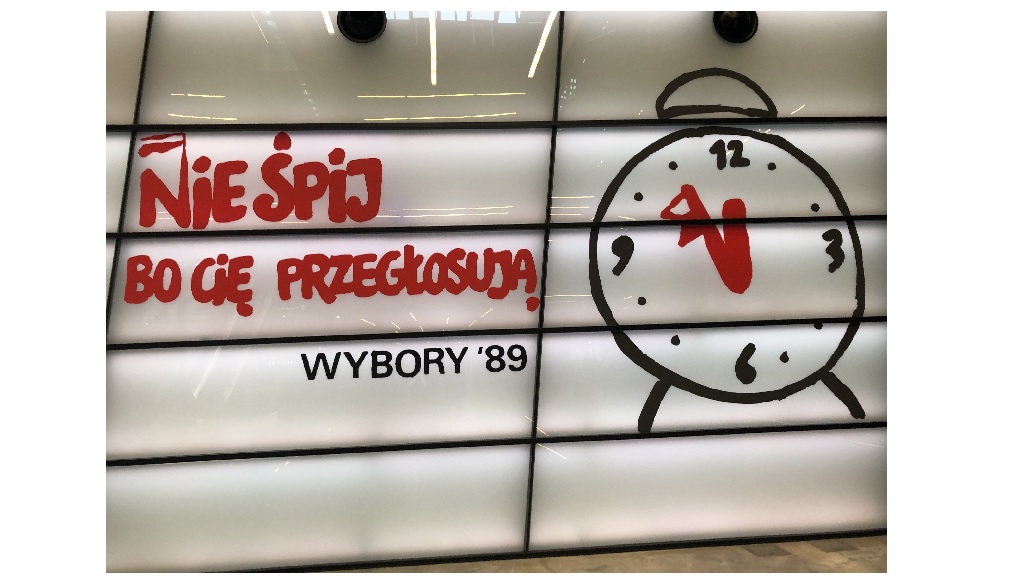 NiE ŚPIJ
BO CiĘ PRZEGŁOSUJĄ
WYBORY '89
12
9
3
6